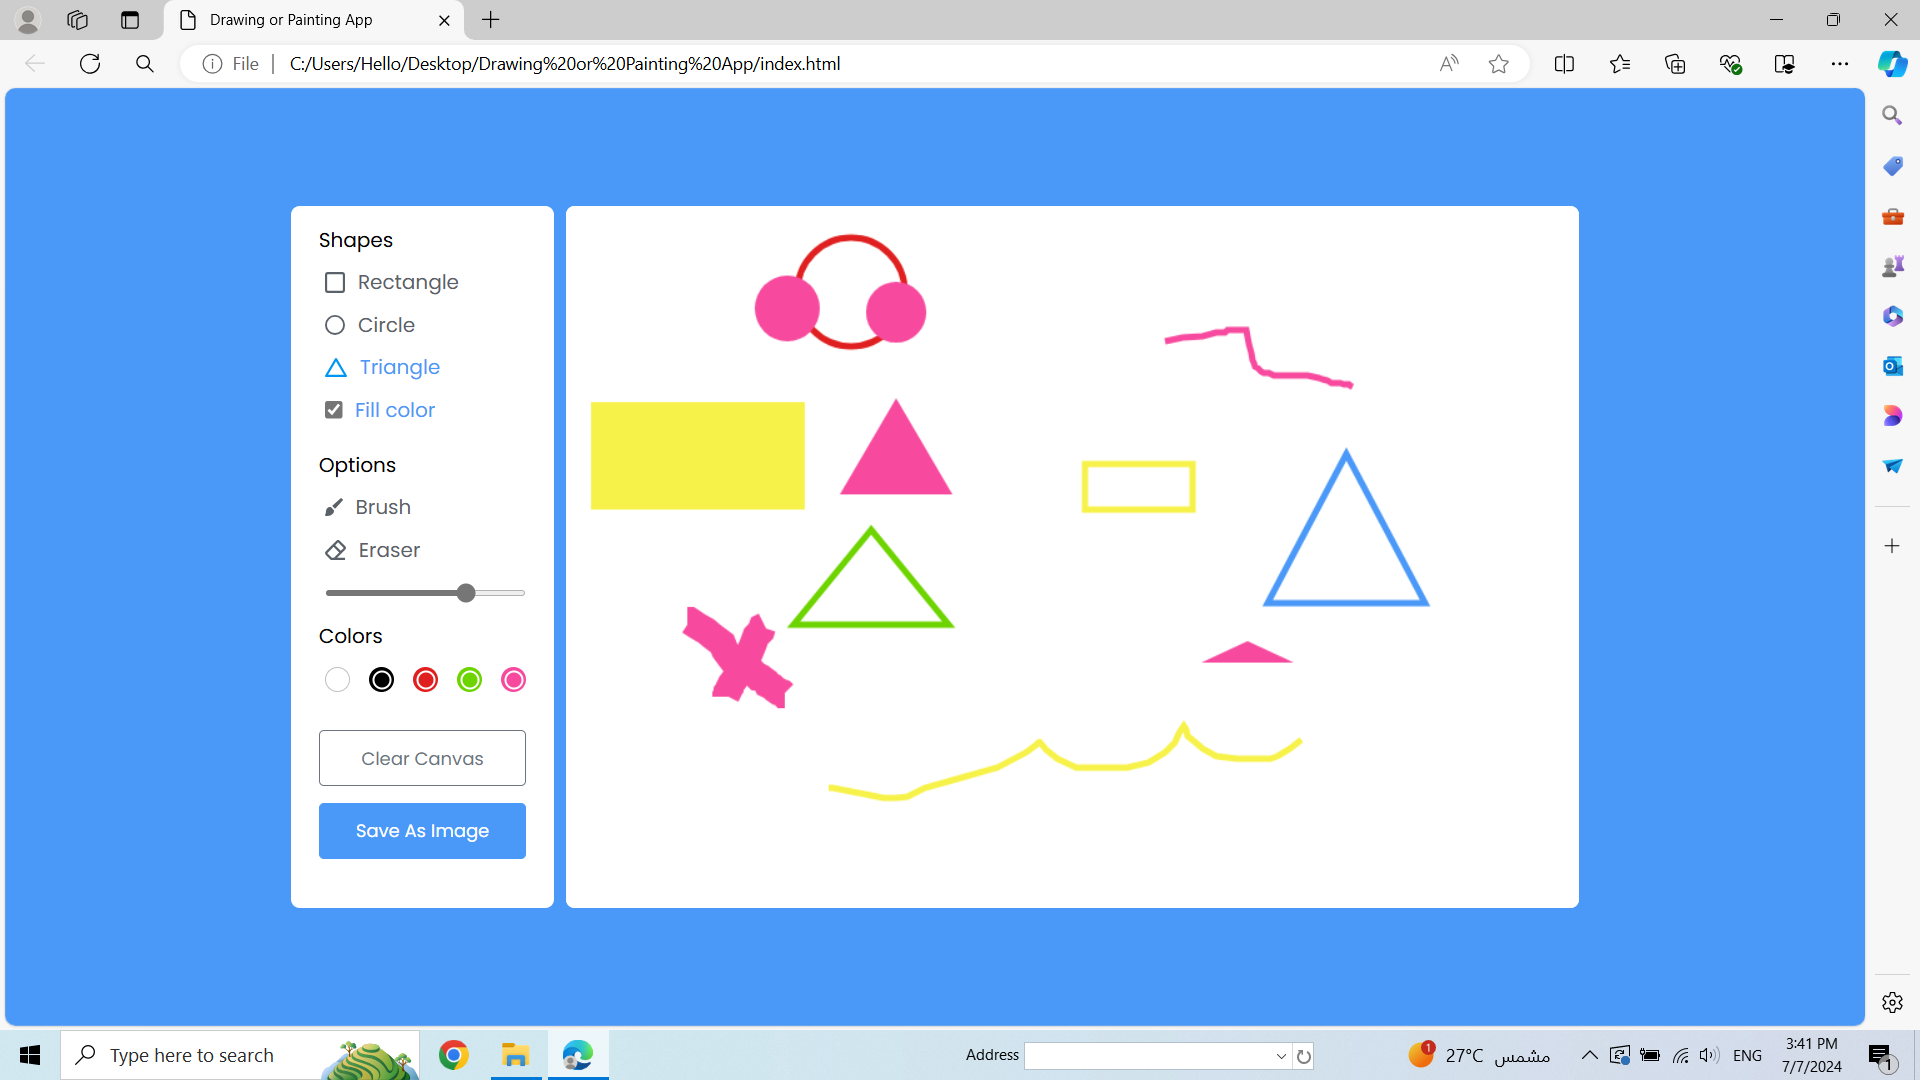 Drawing or Painting App
File
C:/Users/Hello/Desktop/Drawing%20or%20Painting%20App/index.html
Shapes
Rectangle
Circle
Triangle
Fill color
Options
Brush
Eraser
Colors
Clear Canvas
Save As Image
Type here to search
Address
1
27°C مشمس
ENG
3:41 PM
7/7/2024
1